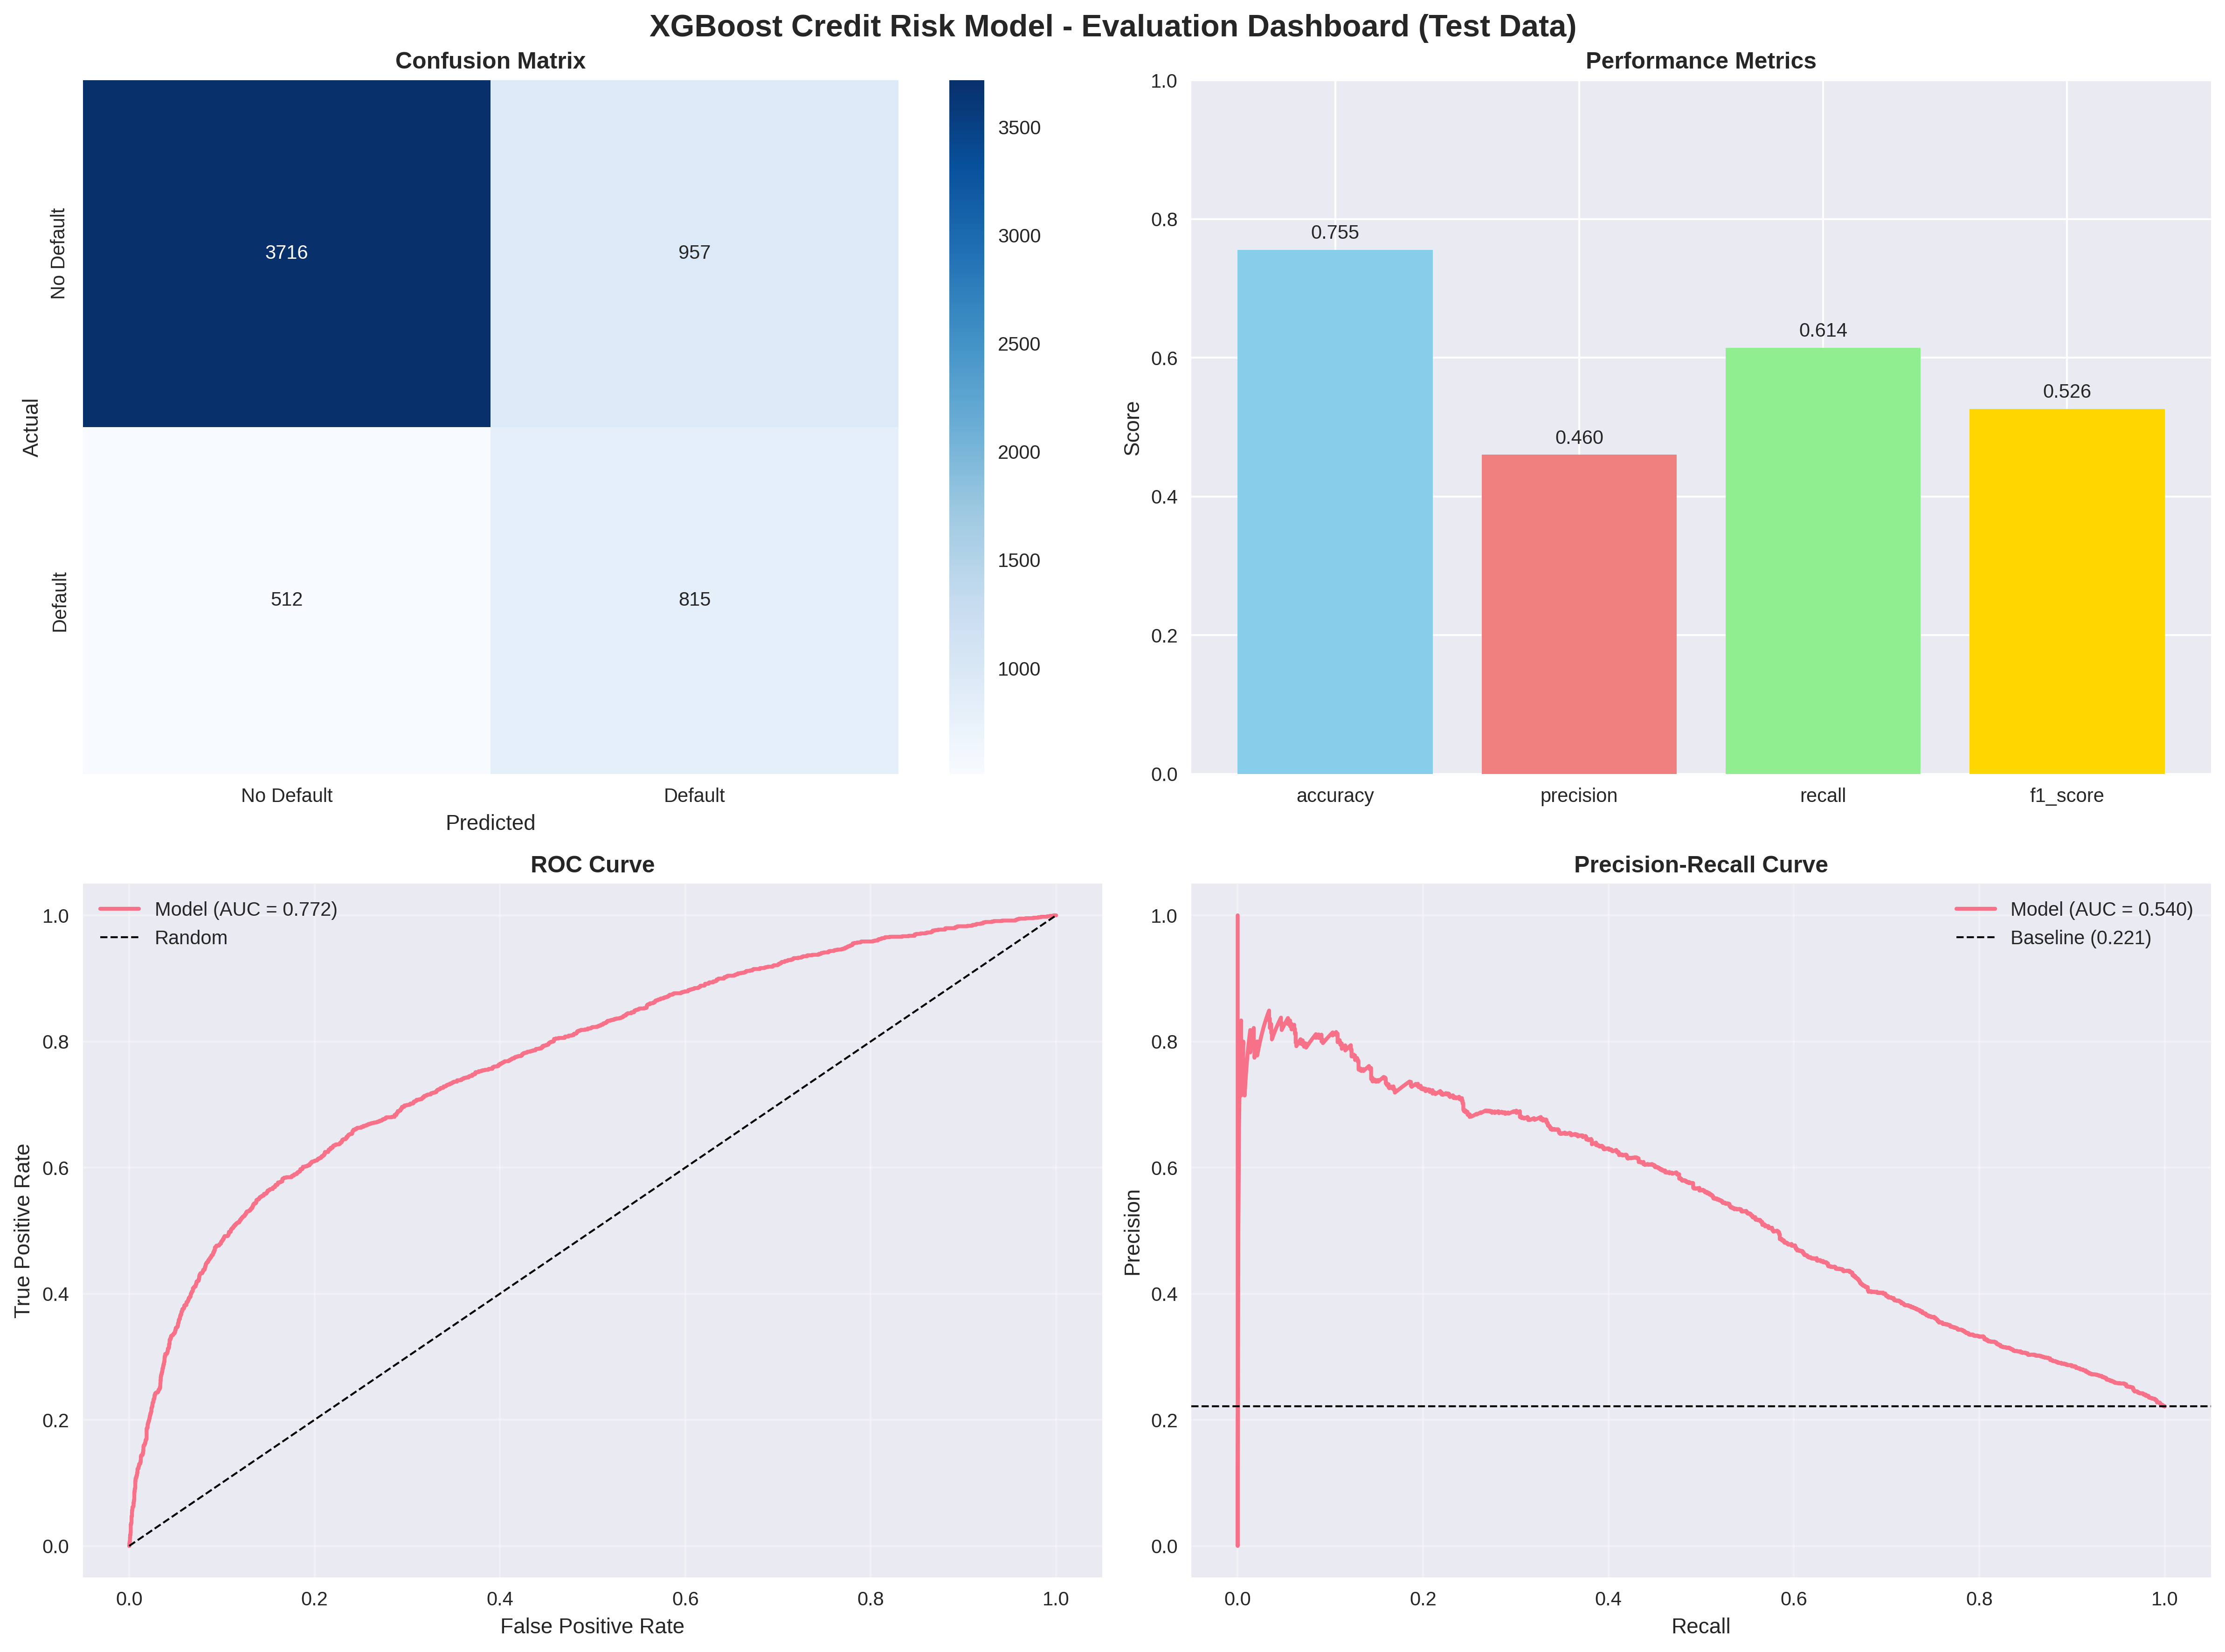 XGBoost Credit Risk Model - Evaluation Dashboard (Test Data)
Confusion Matrix
3716
957
512
815
No Default
Default
Actual
No Default
Default
Predicted
3500
3000
2500
2000
1500
1000
Performance Metrics
1.0
0.8
0.6
0.4
0.2
0.0
Score
0.755
0.460
0.614
0.526
accuracy
precision
recall
f1_score
ROC Curve
Model (AUC = 0.772)
Random
1.0
0.8
0.6
0.4
0.2
0.0
True Positive Rate
0.0
0.2
0.4
0.6
0.8
1.0
False Positive Rate
Precision-Recall Curve
Model (AUC = 0.540)
Baseline (0.221)
1.0
0.8
0.6
0.4
0.2
0.0
Precision
0.0
0.2
0.4
0.6
0.8
1.0
Recall